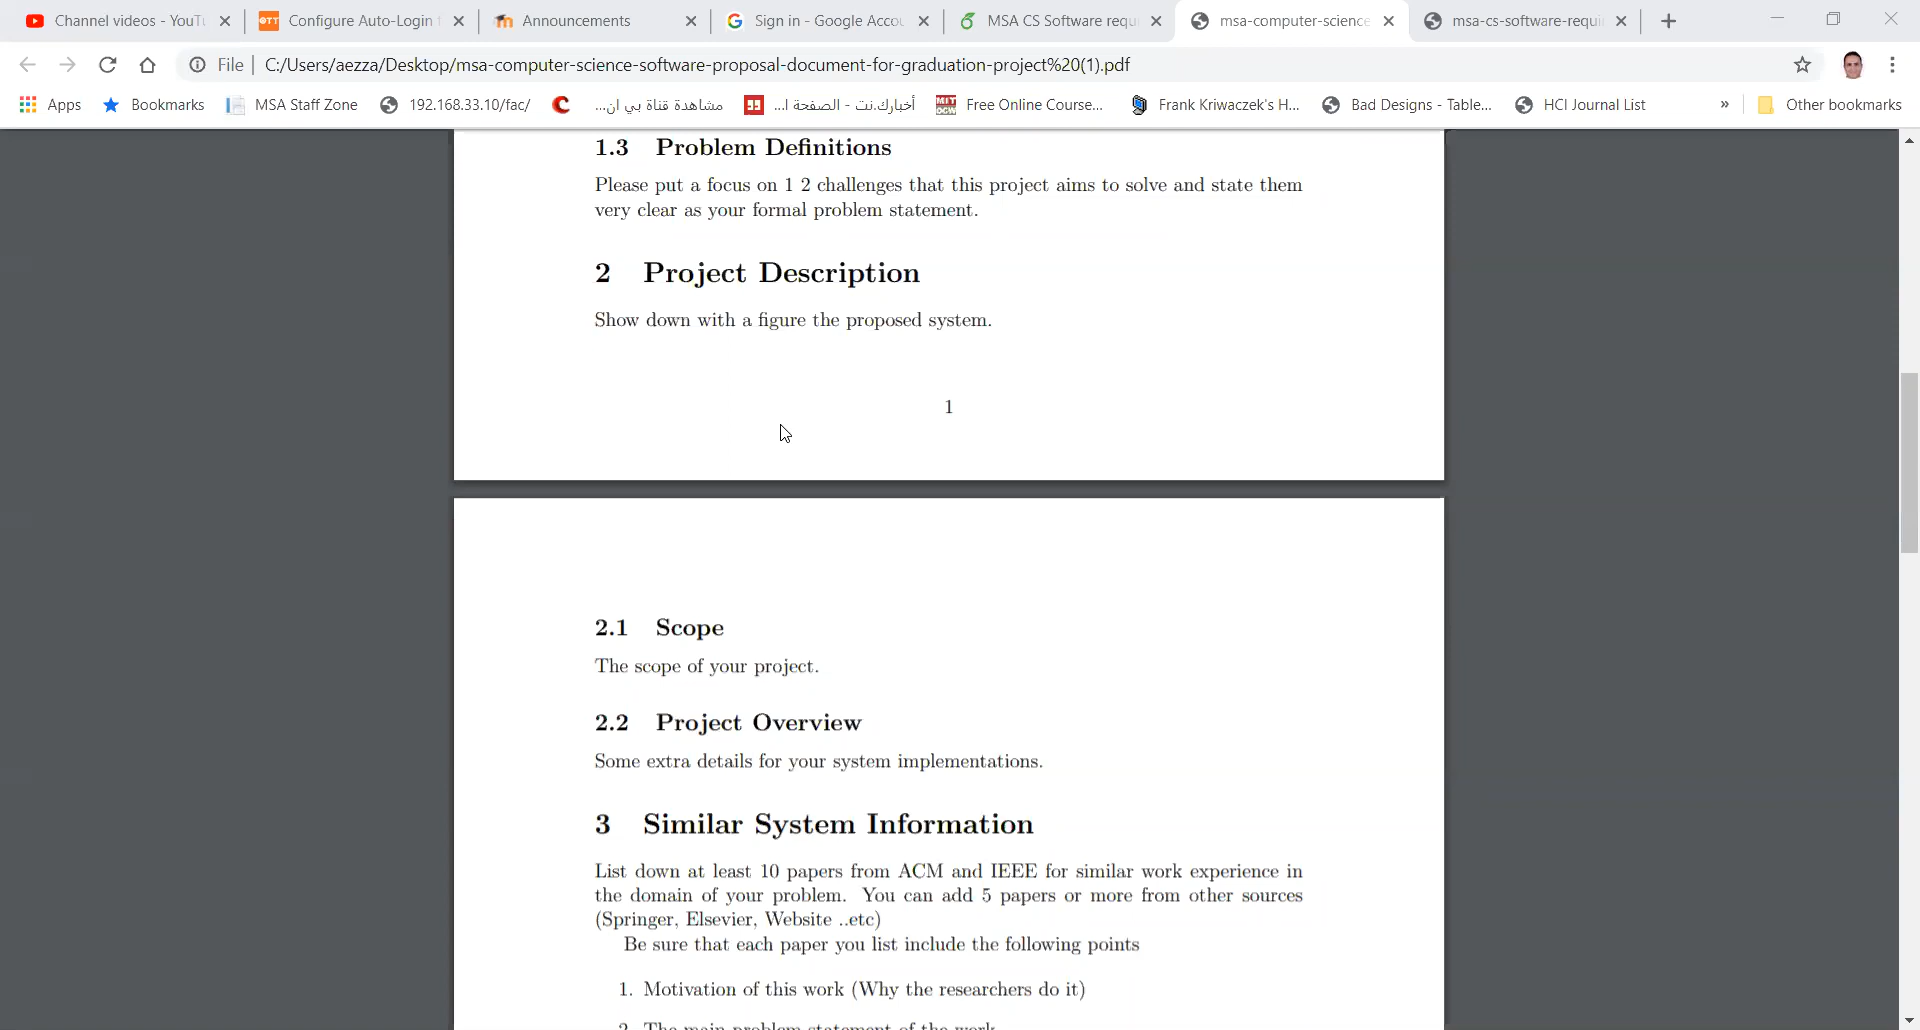 Channel videos - YouTu
Configure Auto-Login f
Announcements
Sign in - Google Accou
MSA CS Software requ
msa-computer-science
msa-cs-software-requi
File | C:/Users/aezza/Desktop/msa-computer-science-software-proposal-document-for-graduation-project%20(1).pdf
Apps
Bookmarks
MSA Staff Zone
192.168.33.10/fac/
مشاهدة قناة بي ان...
أخبارك.نت - الصفحة ا...
Free Online Course...
Frank Kriwaczek's H...
Bad Designs - Table...
HCI Journal List
»
Other bookmarks
1.3 Problem Definitions
Please put a focus on 1 2 challenges that this project aims to solve and state them
very clear as your formal problem statement.
2 Project Description
Show down with a figure the proposed system.
1
2.1 Scope
The scope of your project.
2.2 Project Overview
Some extra details for your system implementations.
3 Similar System Information
List down at least 10 papers from ACM and IEEE for similar work experience in
the domain of your problem. You can add 5 papers or more from other sources
(Springer, Elsevier, Website ..etc)
Be sure that each paper you list include the following points
1. Motivation of this work (Why the researchers do it)
2. The main problem statement of the work